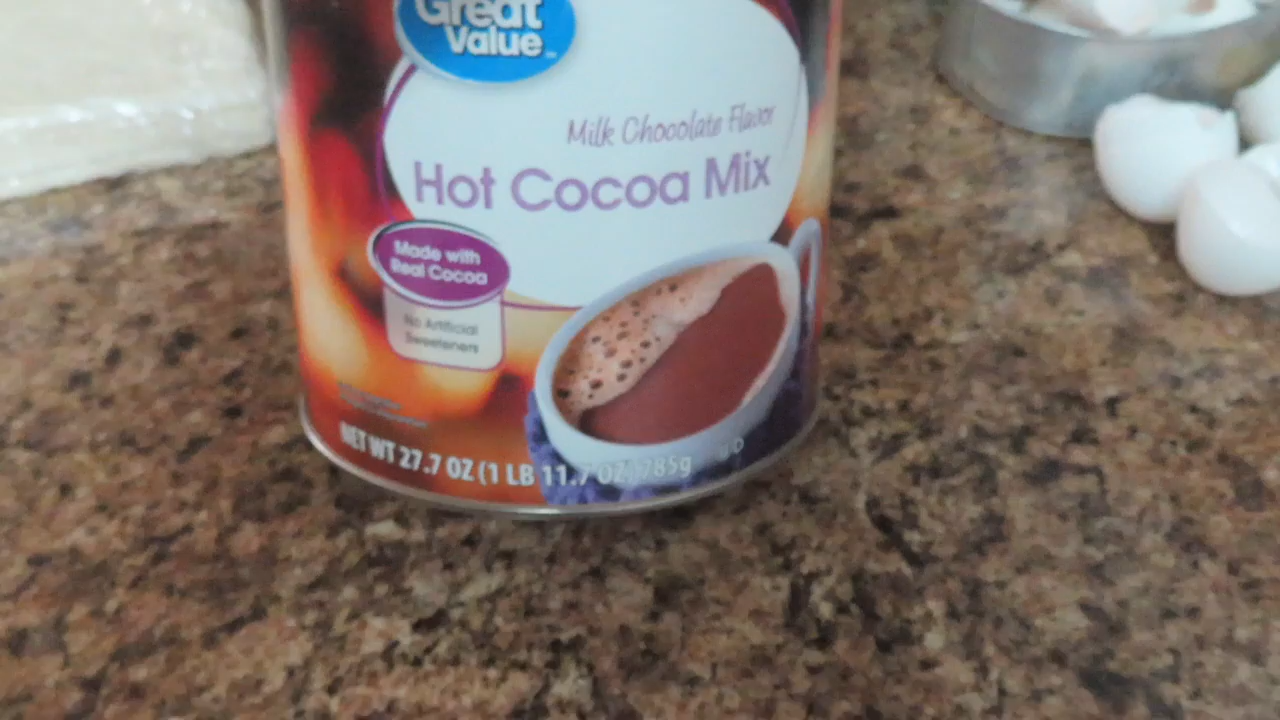 Great
Value
Milk Chocolate Flavor
Hot Cocoa Mix
Made with
Real Cocoa
No Artificial
Sweeteners
NET WT 27.7 OZ (1 LB 11.7 OZ) 785g